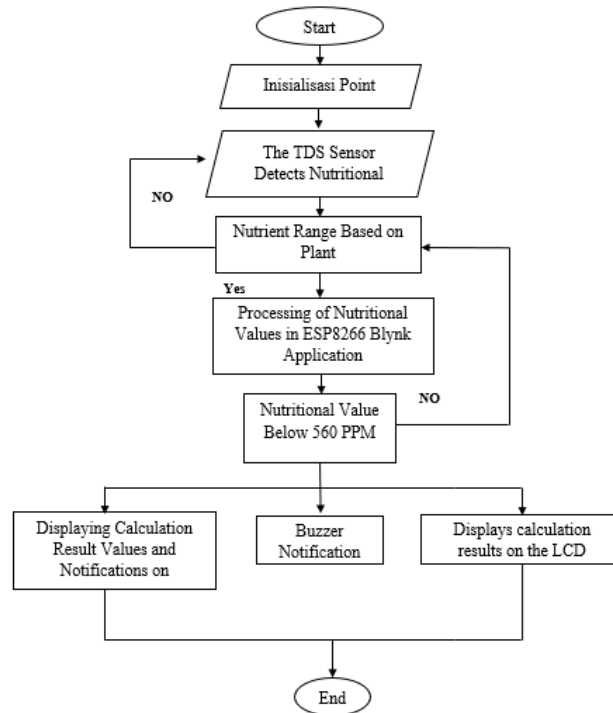 Start
Inisialisasi Point
The TDS Sensor
Detects Nutritional
NO
Nutrient Range Based on
Plant
Yes
Processing of Nutritional
Values in ESP8266 Blynk
Application
NO
Nutritional Value
Below 560 PPM
Displaying Calculation
Result Values and
Notifications on
Buzzer
Notification
Displays calculation
results on the LCD
End